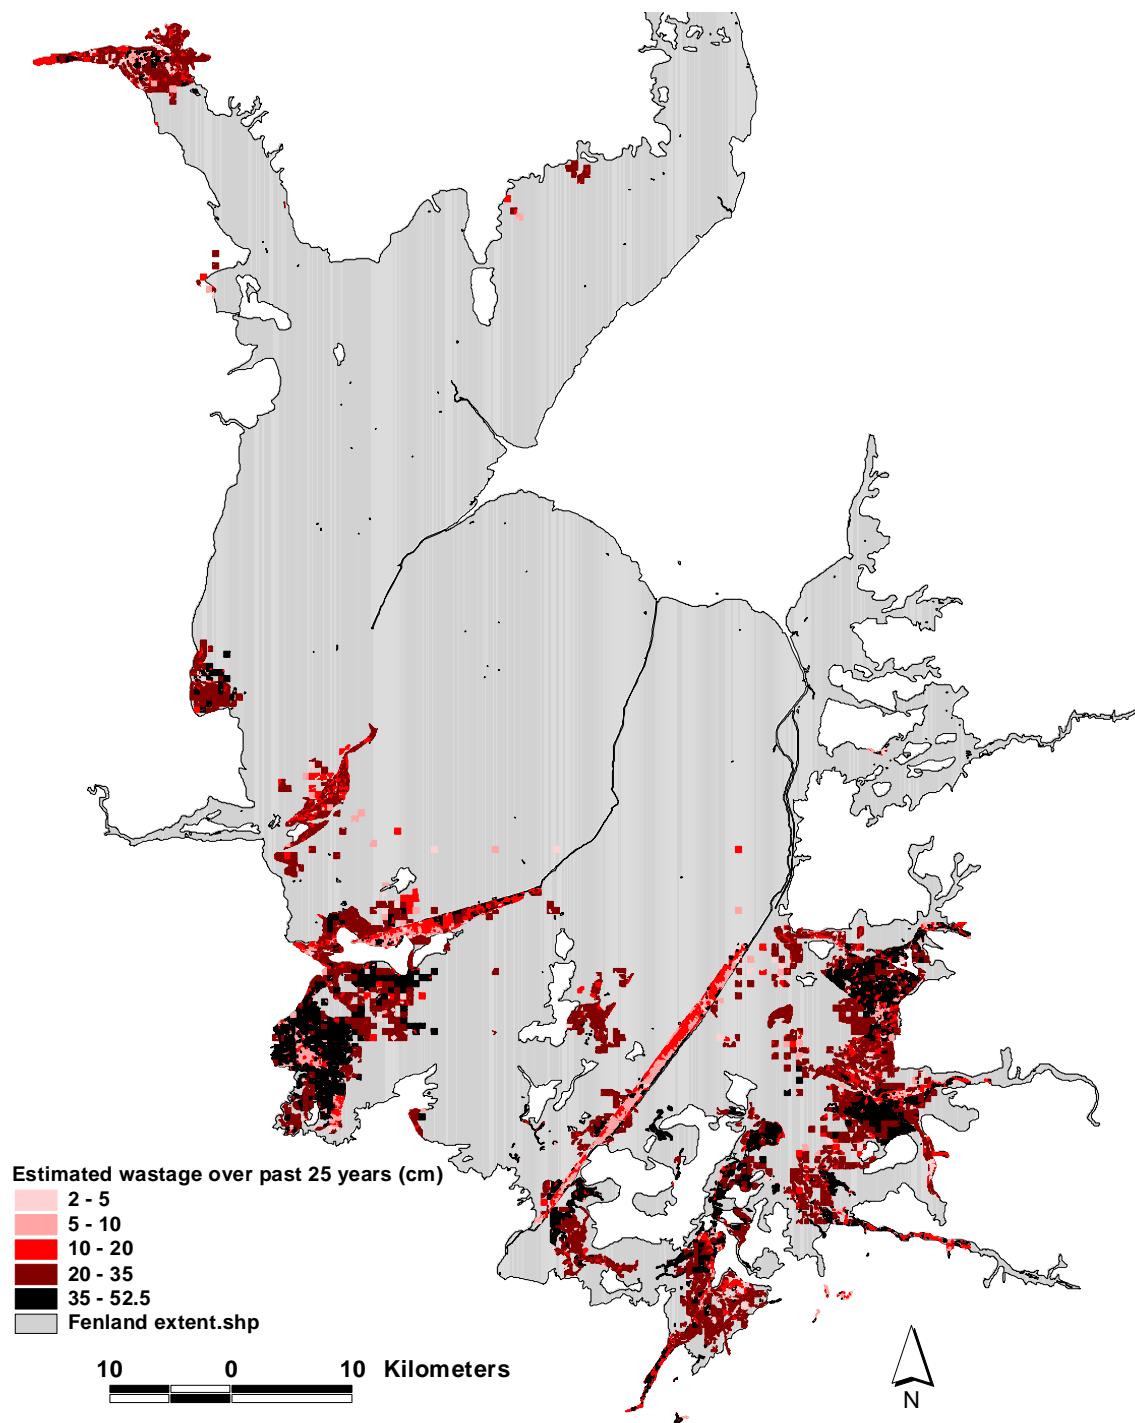 Estimated wastage over past 25 years (cm)
2 - 5
5 - 10
10 - 20
20 - 35
35 - 52.5
Fenland extent.shp
10 0 10 Kilometers
N